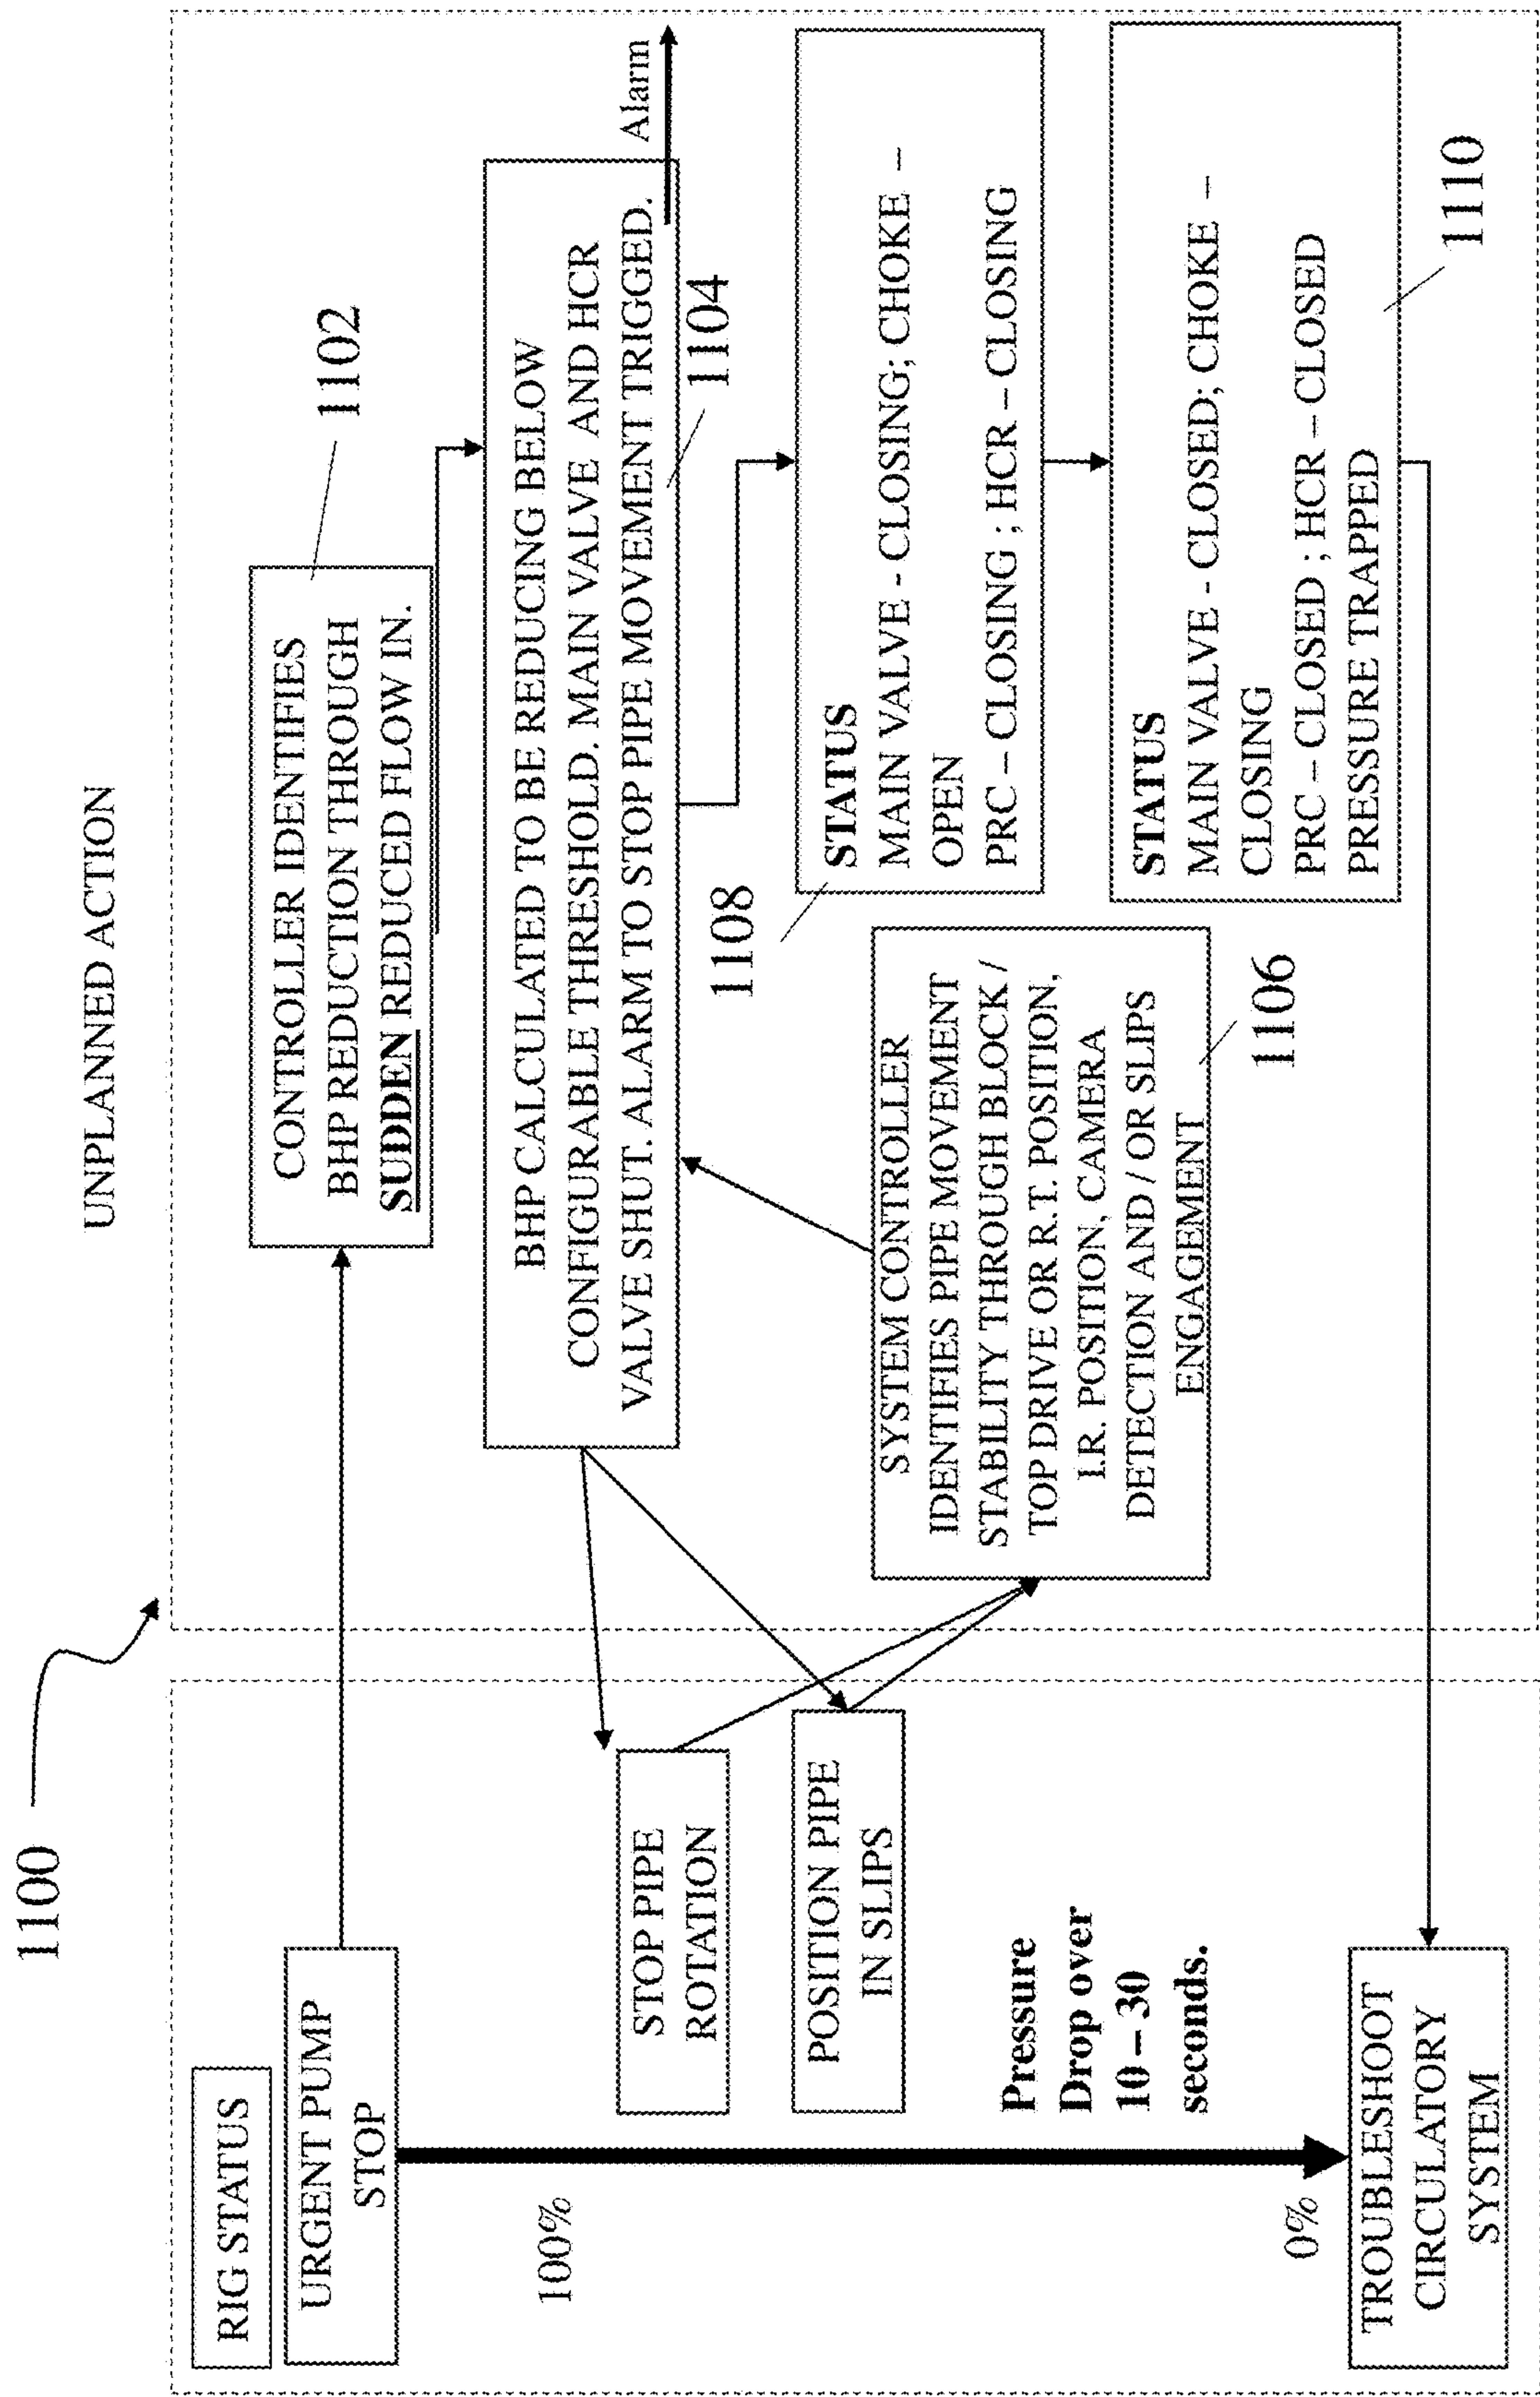 1100
UNPLANNED ACTION
RIG STATUS
URGENT PUMP
STOP
100%
STOP PIPE
ROTATION
POSITION PIPE
IN SLIPS
Pressure
Drop over
10 – 30
seconds.
0%
TROUBLESHOOT
CIRCULATORY
SYSTEM
CONTROLLER IDENTIFIES
BHP REDUCTION THROUGH
SUDDEN REDUCED FLOW IN.
1102
BHP CALCULATED TO BE REDUCING BELOW
CONFIGURABLE THRESHOLD. MAIN VALVE AND HCR
VALVE SHUT. ALARM TO STOP PIPE MOVEMENT TRIGGED.
Alarm
1104
SYSTEM CONTROLLER
IDENTIFIES PIPE MOVEMENT
STABILITY THROUGH BLOCK /
TOP DRIVE OR R.T. POSITION,
I.R. POSITION, CAMERA
DETECTION AND / OR SLIPS
ENGAGEMENT
1106
1108
STATUS
MAIN VALVE - CLOSING; CHOKE –
OPEN
PRC – CLOSING ; HCR – CLOSING
STATUS
MAIN VALVE - CLOSED; CHOKE –
CLOSING
PRC – CLOSED ; HCR – CLOSED
PRESSURE TRAPPED
1110